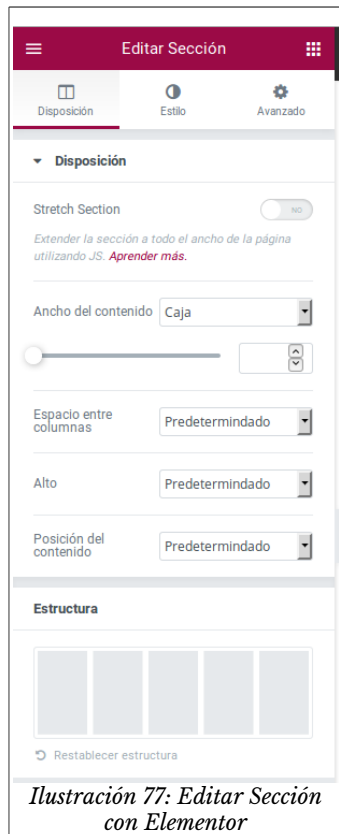 Editar Sección
Disposición
Estilo
Avanzado
Disposición
Stretch Section
NO
Extender la sección a todo el ancho de la página
utilizando JS. Aprender más.
Ancho del contenido
Caja
Espacio entre
columnas
Predetermindado
Alto
Predetermindado
Posición del
contenido
Predetermindado
Estructura
Restablecer estructura
Ilustración 77: Editar Sección
con Elementor